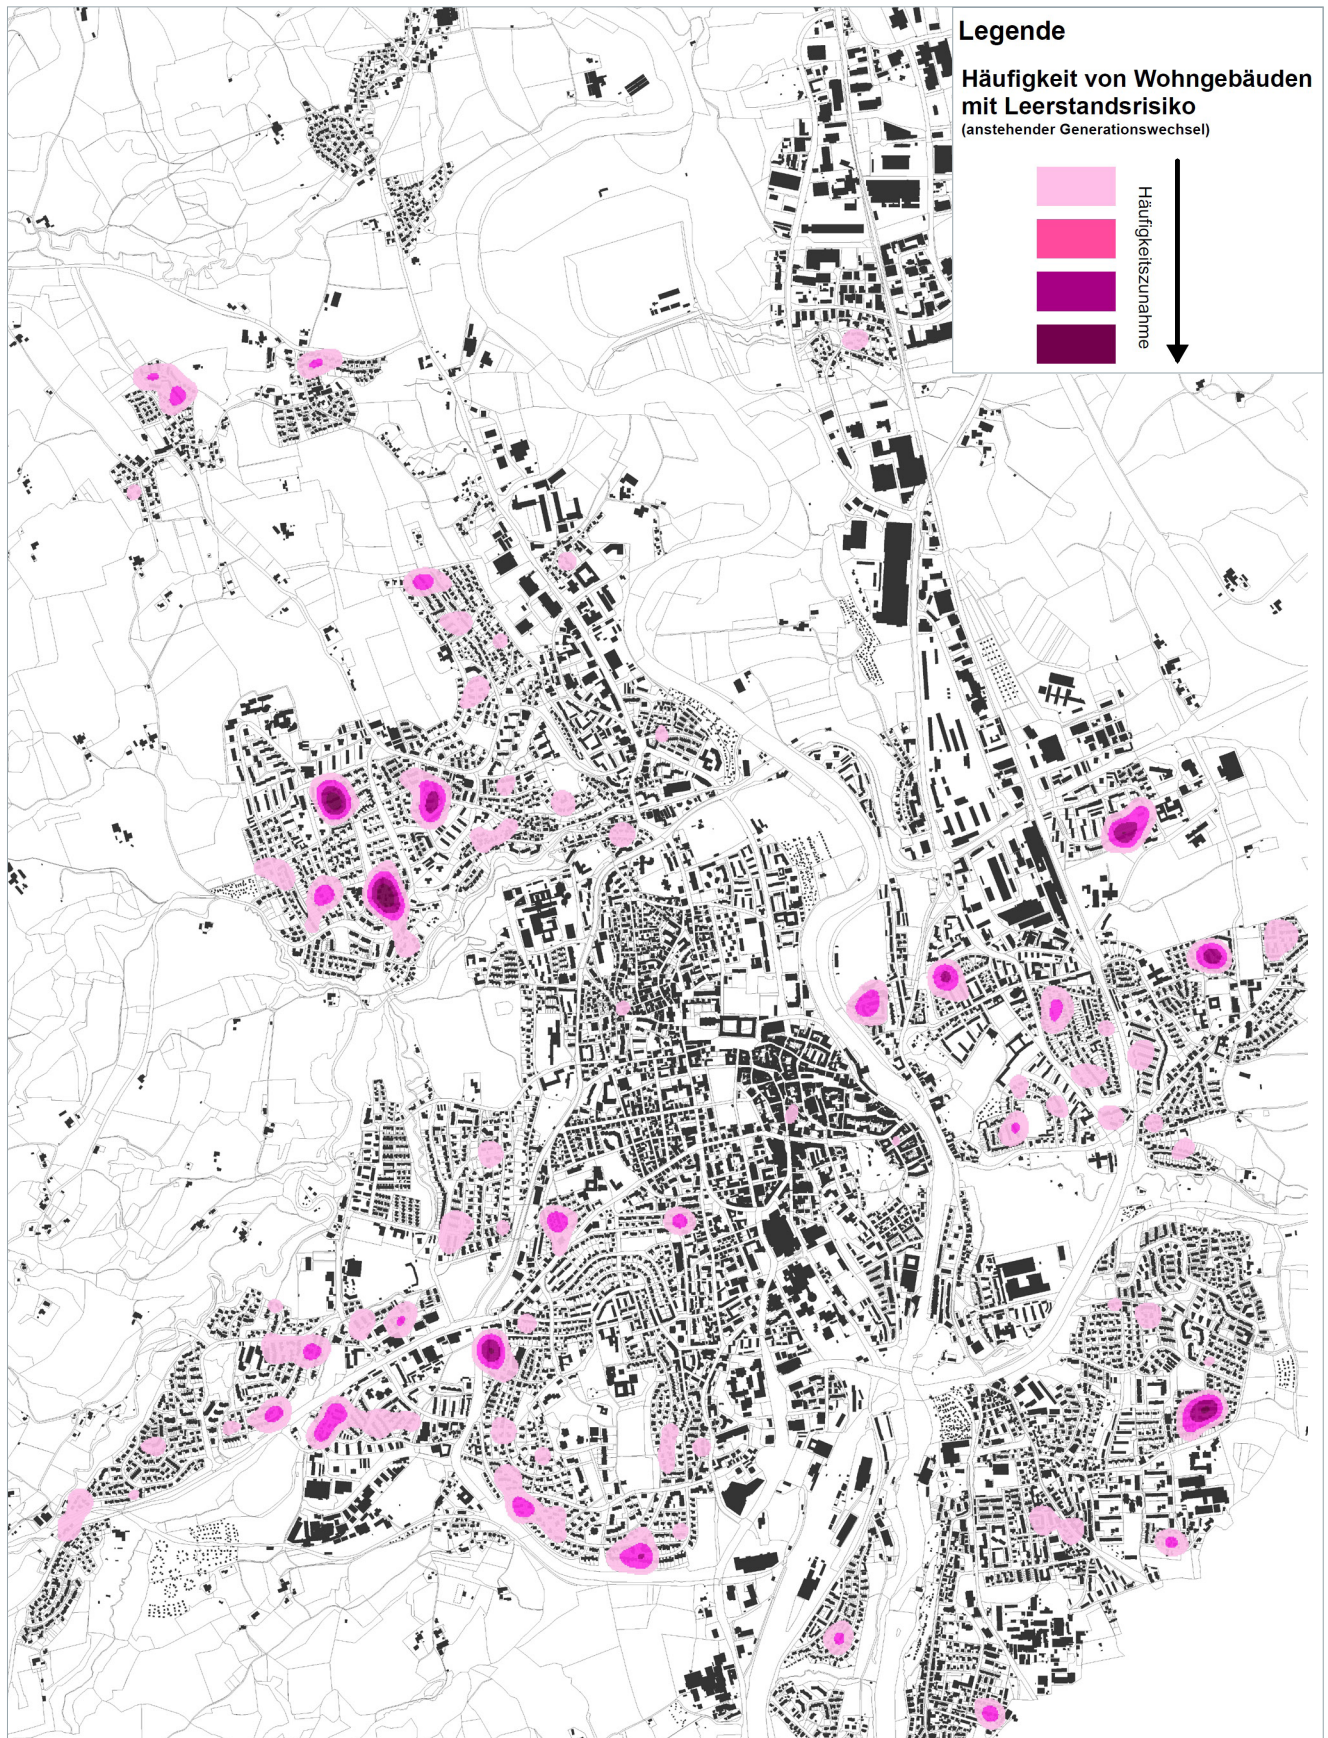 Legende
Häufigkeit von Wohngebäuden
mit Leerstandsrisiko
(anstehender Generationswechsel)
Häufigkeitszunahme